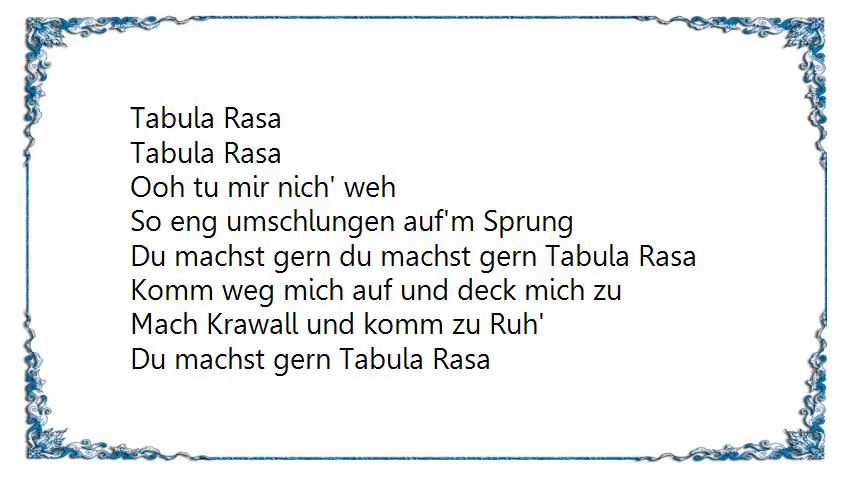 Tabula Rasa
Tabula Rasa
Ooh tu mir nich' weh
So eng umschlungen auf'm Sprung
Du machst gern du machst gern Tabula Rasa
Komm weg mich auf und deck mich zu
Mach Krawall und komm zu Ruh'
Du machst gern Tabula Rasa